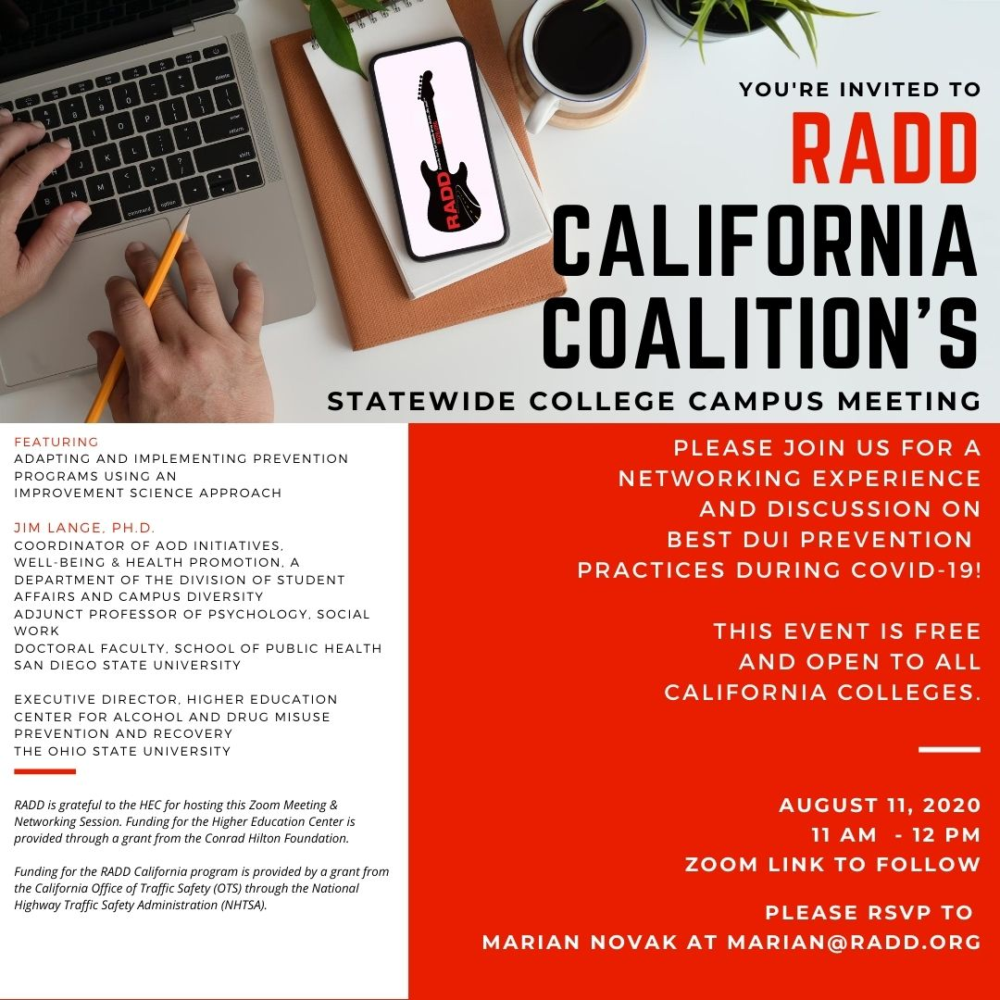 YOU'RE INVITED TO
RADD
CALIFORNIA
COALITION'S
STATEWIDE COLLEGE CAMPUS MEETING
RADD
delete
enter
return
shift
command
option
FEATURING
ADAPTING AND IMPLEMENTING PREVENTION
PROGRAMS USING AN
IMPROVEMENT SCIENCE APPROACH
JIM LANGE, PH.D.
COORDINATOR OF AOD INITIATIVES,
WELL-BEING & HEALTH PROMOTION, A
DEPARTMENT OF THE DIVISION OF STUDENT
AFFAIRS AND CAMPUS DIVERSITY
ADJUNCT PROFESSOR OF PSYCHOLOGY, SOCIAL
WORK
DOCTORAL FACULTY, SCHOOL OF PUBLIC HEALTH
SAN DIEGO STATE UNIVERSITY
EXECUTIVE DIRECTOR, HIGHER EDUCATION
CENTER FOR ALCOHOL AND DRUG MISUSE
PREVENTION AND RECOVERY
THE OHIO STATE UNIVERSITY
RADD is grateful to the HEC for hosting this Zoom Meeting &
Networking Session. Funding for the Higher Education Center is
provided through a grant from the Conrad Hilton Foundation.
Funding for the RADD California program is provided by a grant from
the California Office of Traffic Safety (OTS) through the National
Highway Traffic Safety Administration (NHTSA).
PLEASE JOIN US FOR A
NETWORKING EXPERIENCE
AND DISCUSSION ON
BEST DUI PREVENTION
PRACTICES DURING COVID-19!
THIS EVENT IS FREE
AND OPEN TO ALL
CALIFORNIA COLLEGES.
AUGUST 11, 2020
11 AM - 12 PM
ZOOM LINK TO FOLLOW
PLEASE RSVP TO
MARIAN NOVAK AT MARIAN@RADD.ORG